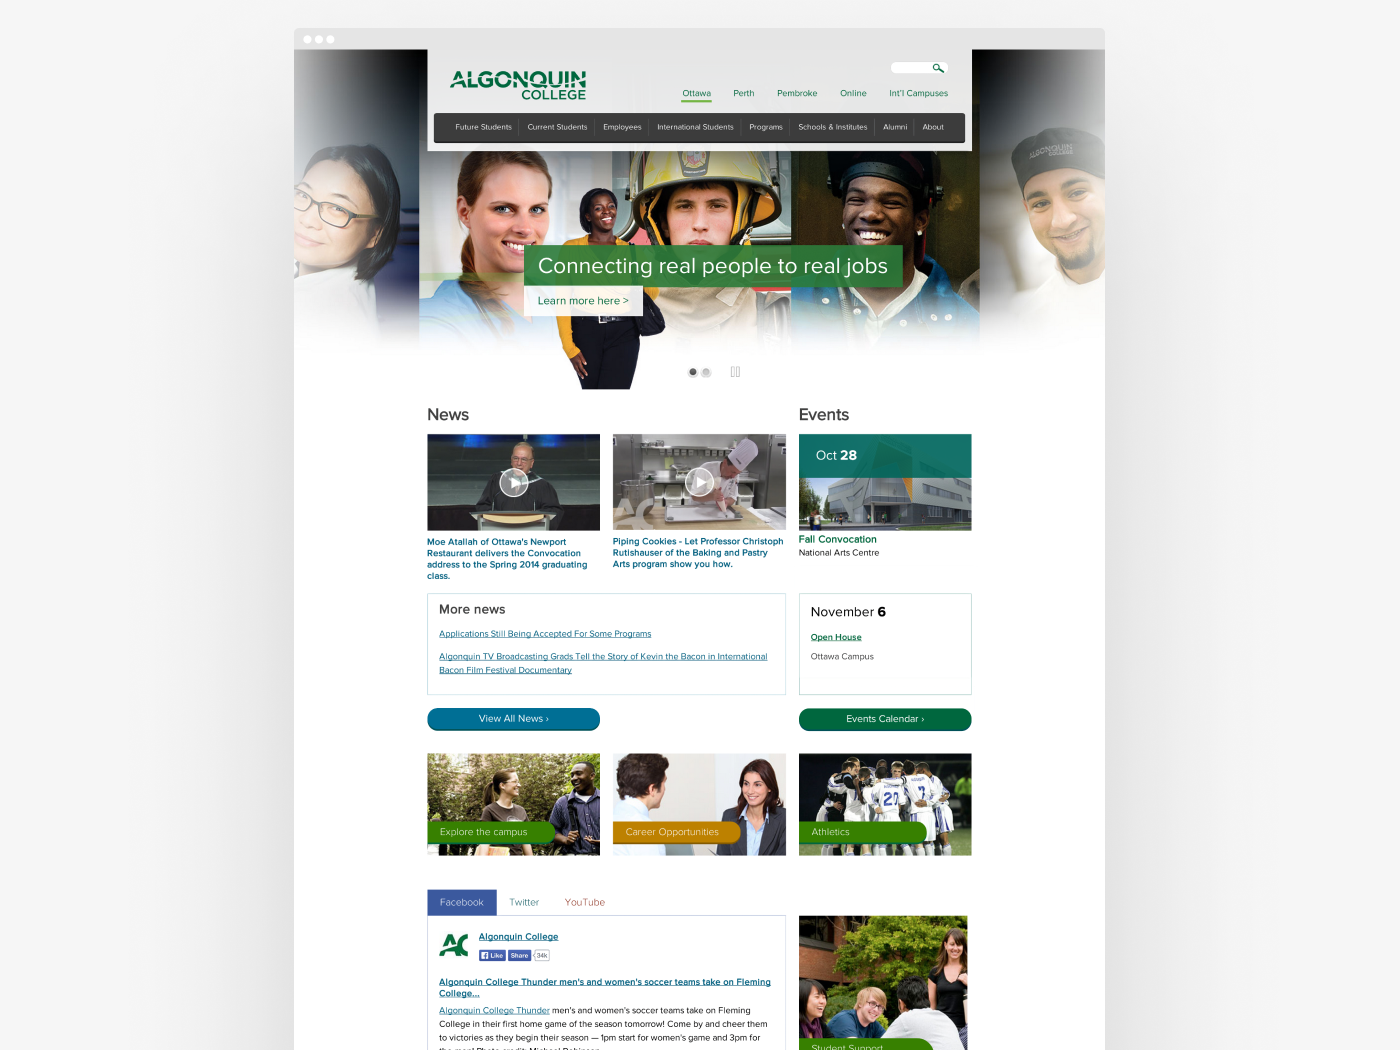 ALGONQUIN
COLLEGE
Ottawa
Perth
Pembroke
Online
Int'l Campuses
Future Students
Current Students
Employees
International Students
Programs
Schools & Institutes
Alumni
About
ALGONQUIN
COLLEGE
Connecting real people to real jobs
Learn more here >
News
Events
Oct 28
Moe Atallah of Ottawa's Newport
Restaurant delivers the Convocation
address to the Spring 2014 graduating
class.
AC
Piping Cookies - Let Professor Christoph
Rutishauser of the Baking and Pastry
Arts program show you how.
Fall Convocation
National Arts Centre
More news
Applications Still Being Accepted For Some Programs
Algonquin TV Broadcasting Grads Tell the Story of Kevin the Bacon in International
Bacon Film Festival Documentary
November 6
Open House
Ottawa Campus
View All News ›
Events Calendar ›
Explore the campus
Career Opportunities
20
7
Athletics
Facebook
Twitter
YouTube
AC
Algonquin College
Like
Share
34k
Algonquin College Thunder men's and women's soccer teams take on Fleming
College...
Algonquin College Thunder men's and women's soccer teams take on Fleming
College in their first home game of the season tomorrow! Come by and cheer them
to victories as they begin their season — 1pm start for women's game and 3pm for
Student Support